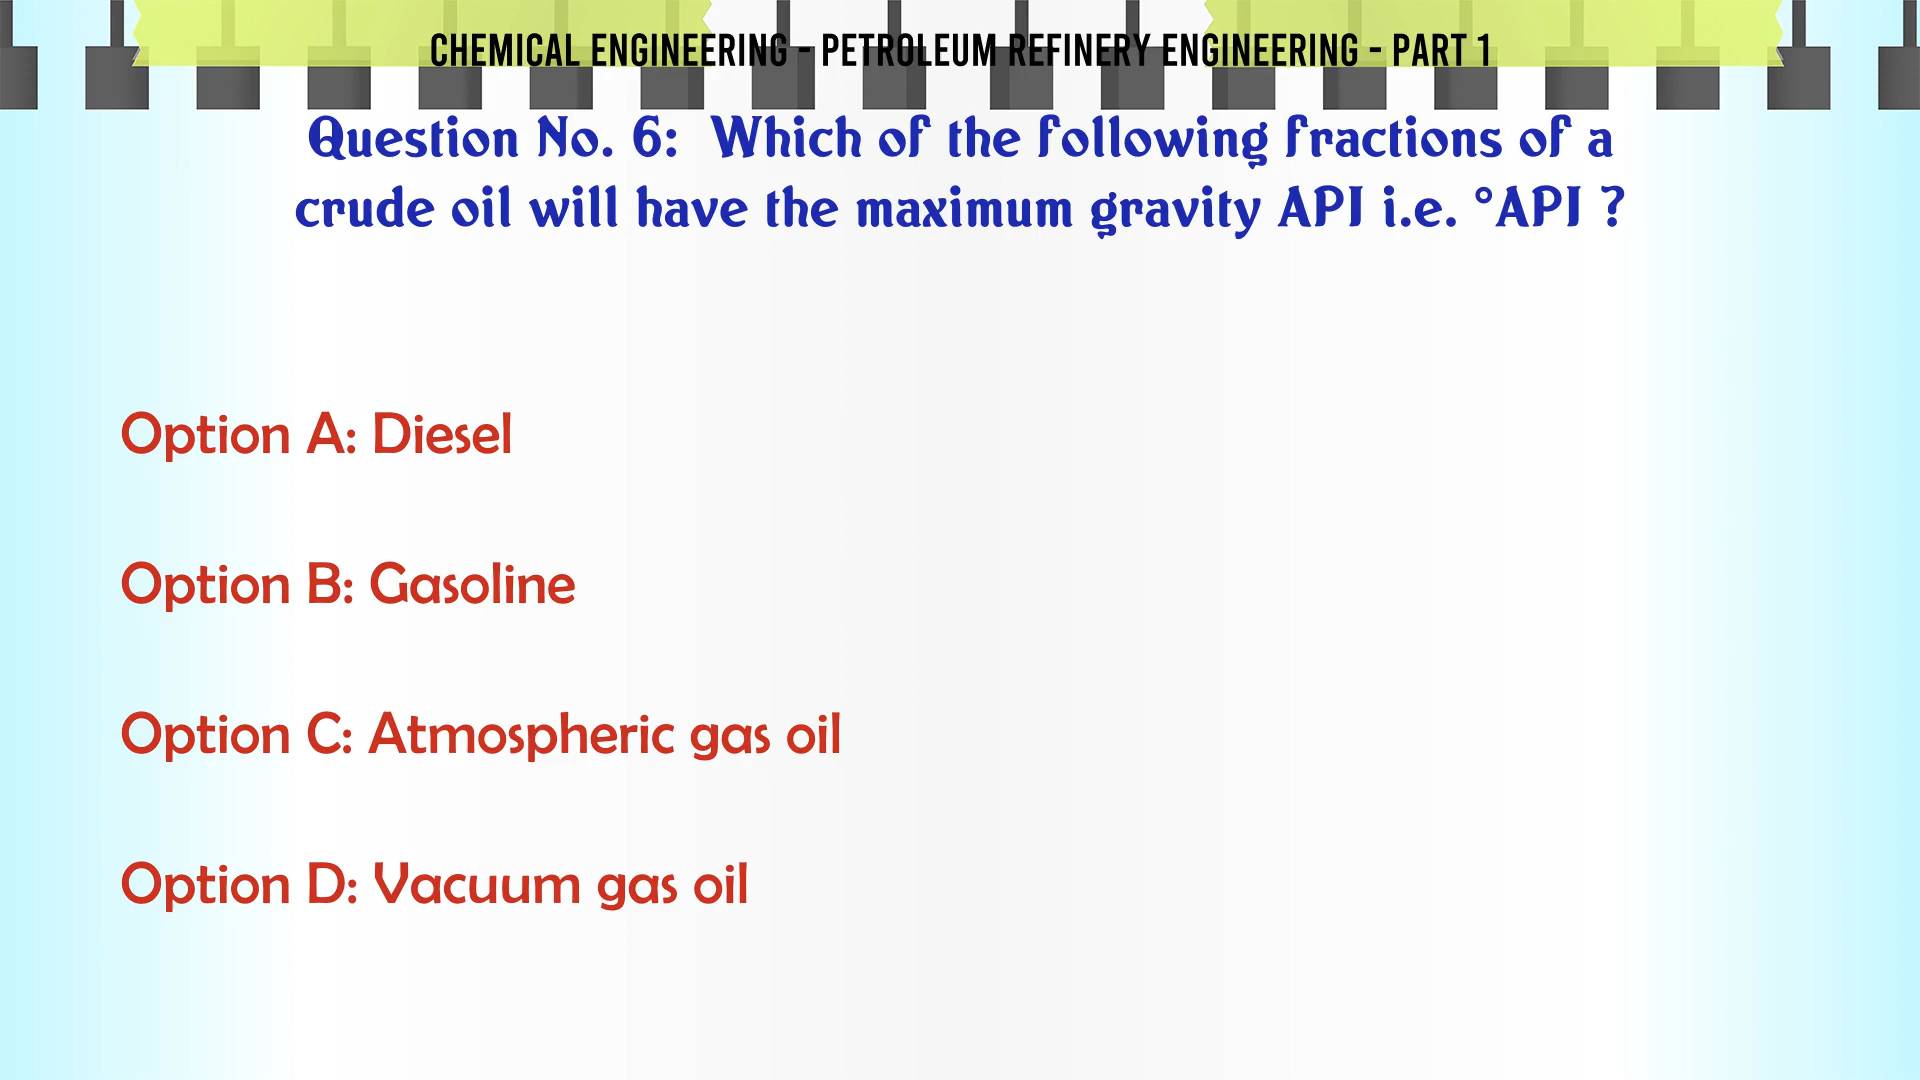 CHEMICAL ENGINEERING - PETROLEUM REFINERY ENGINEERING - PART 1
Question No. 6: Which of the following fractions of a
crude oil will have the maximum gravity API i.e. °API ?
Option A: Diesel
Option B: Gasoline
Option C: Atmospheric gas oil
Option D: Vacuum gas oil